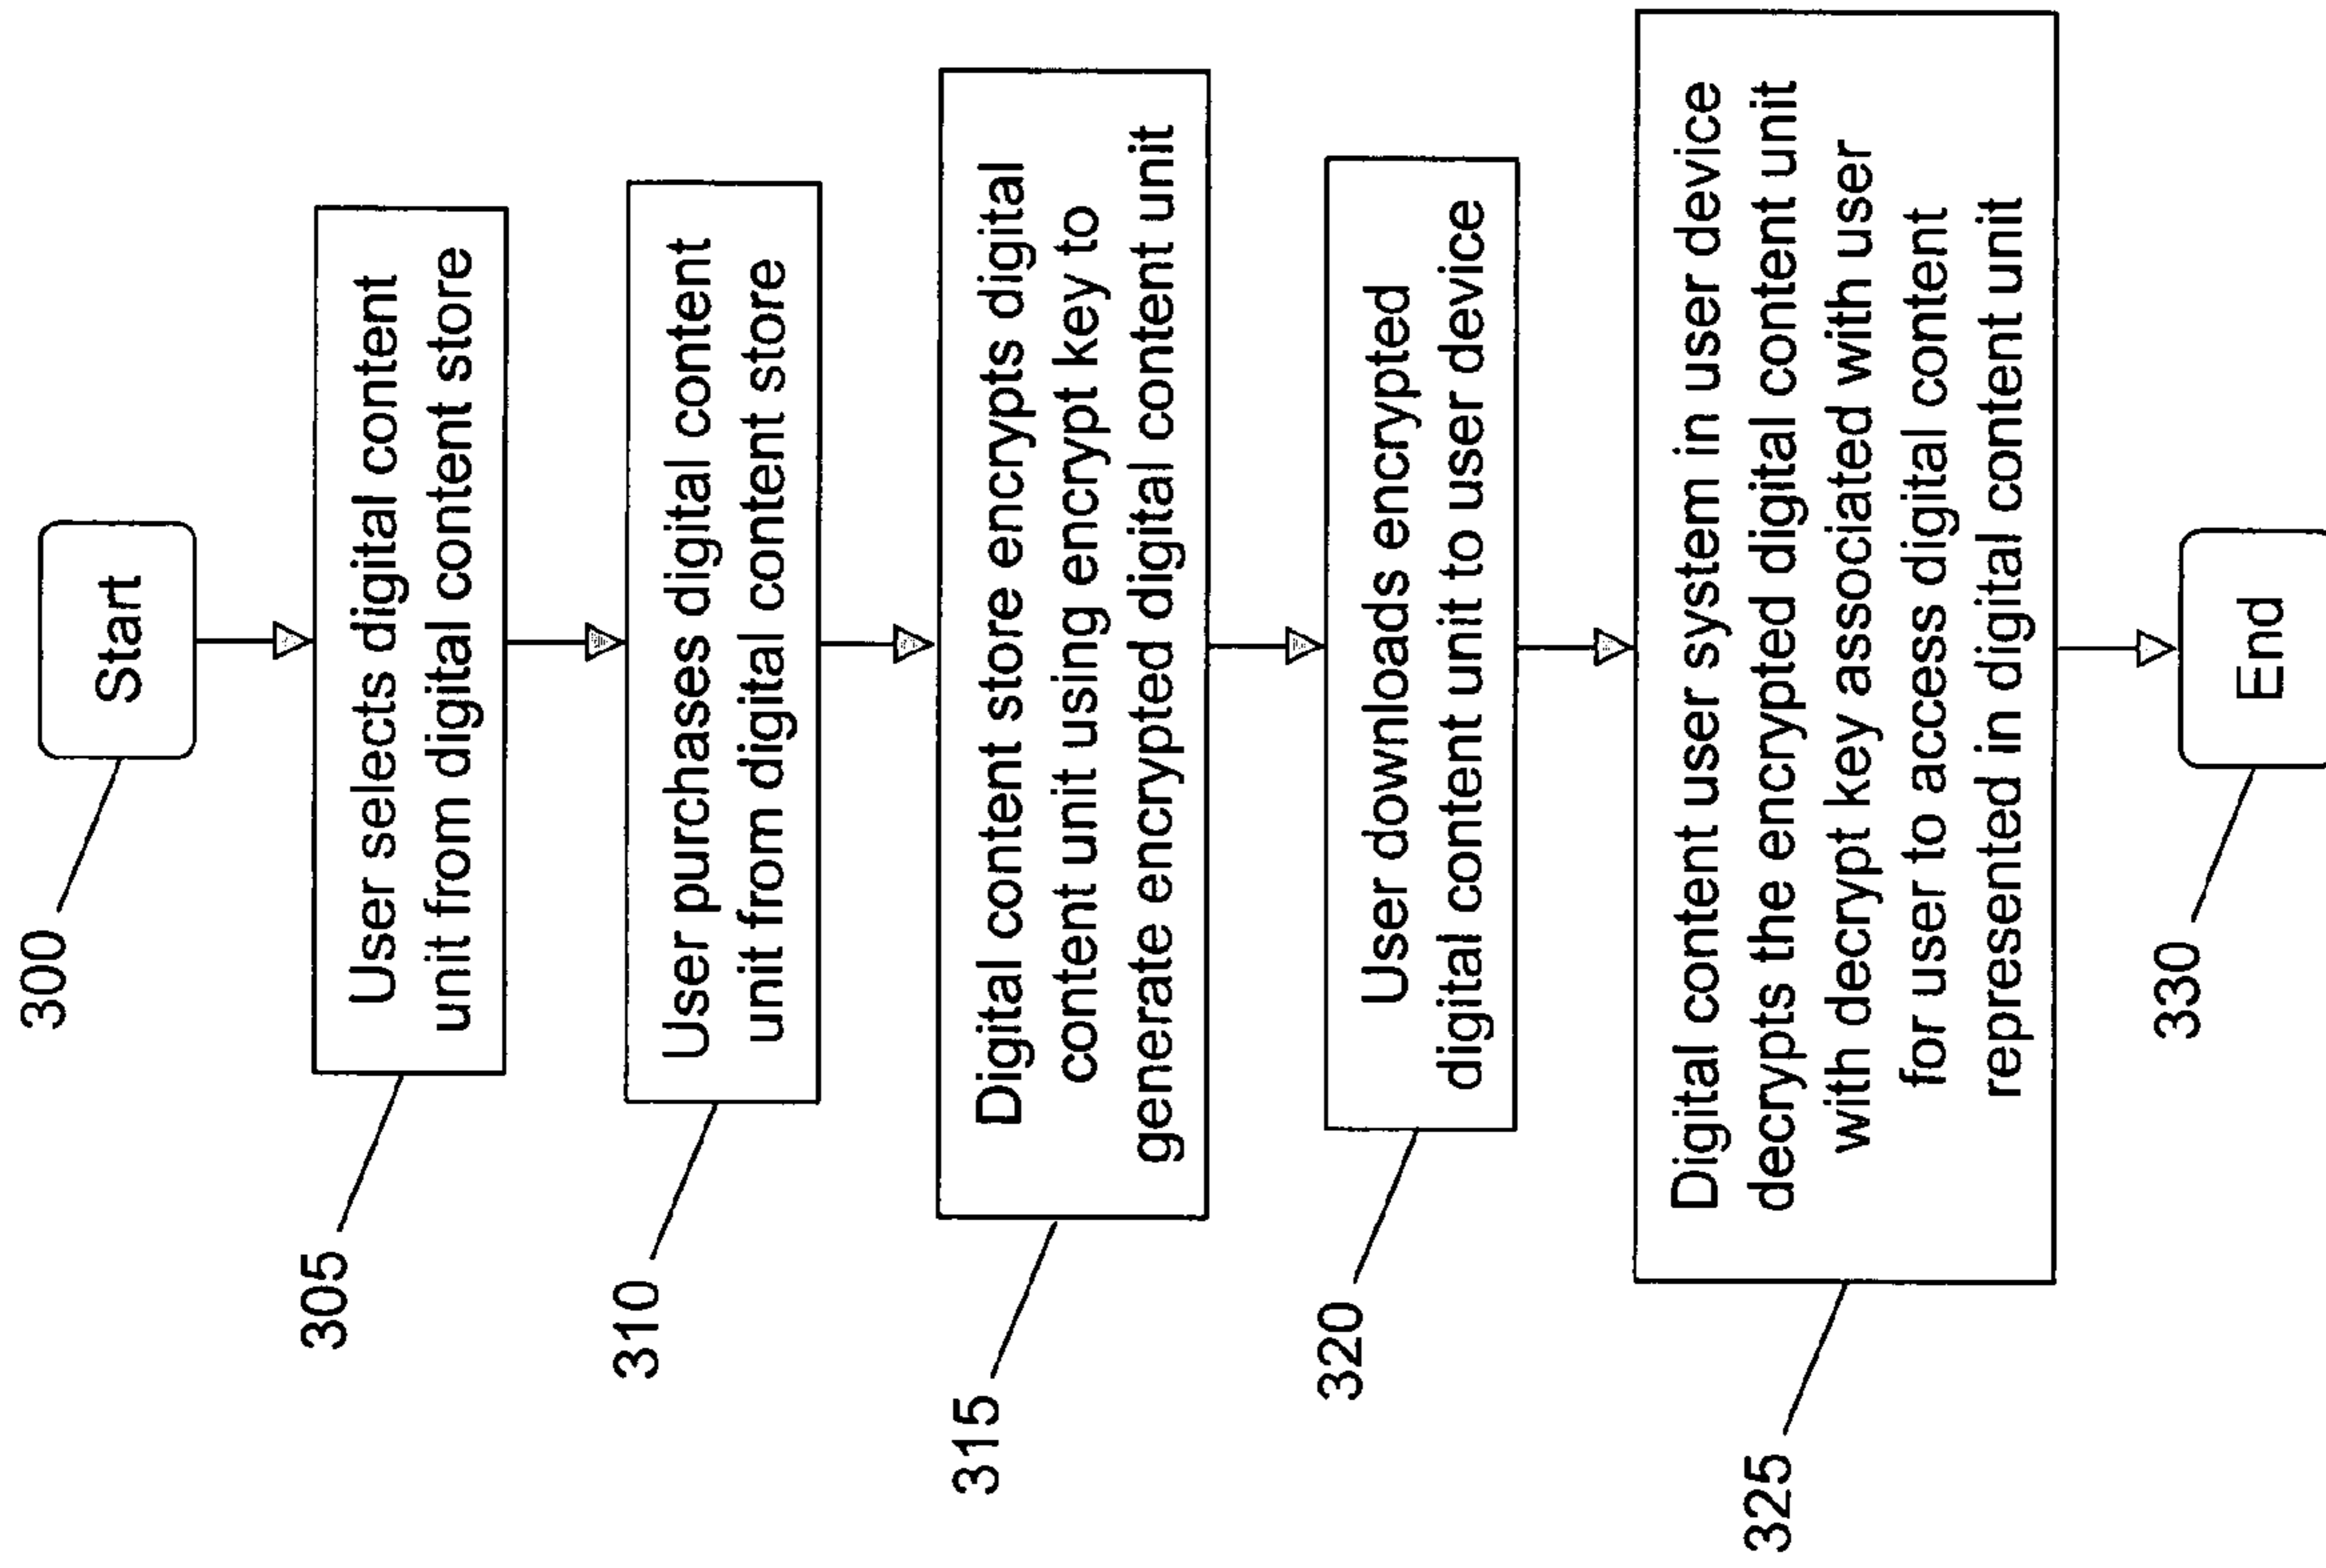 Start
300
User selects digital content
unit from digital content store
305
User purchases digital content
unit from digital content store
310
Digital content store encrypts digital
content unit using encrypt key to
generate encrypted digital content unit
315
User downloads encrypted
digital content unit to user device
320
Digital content user system in user device
decrypts the encrypted digital content unit
with decrypt key associated with user
for user to access digital content
represented in digital content unit
325
End
330